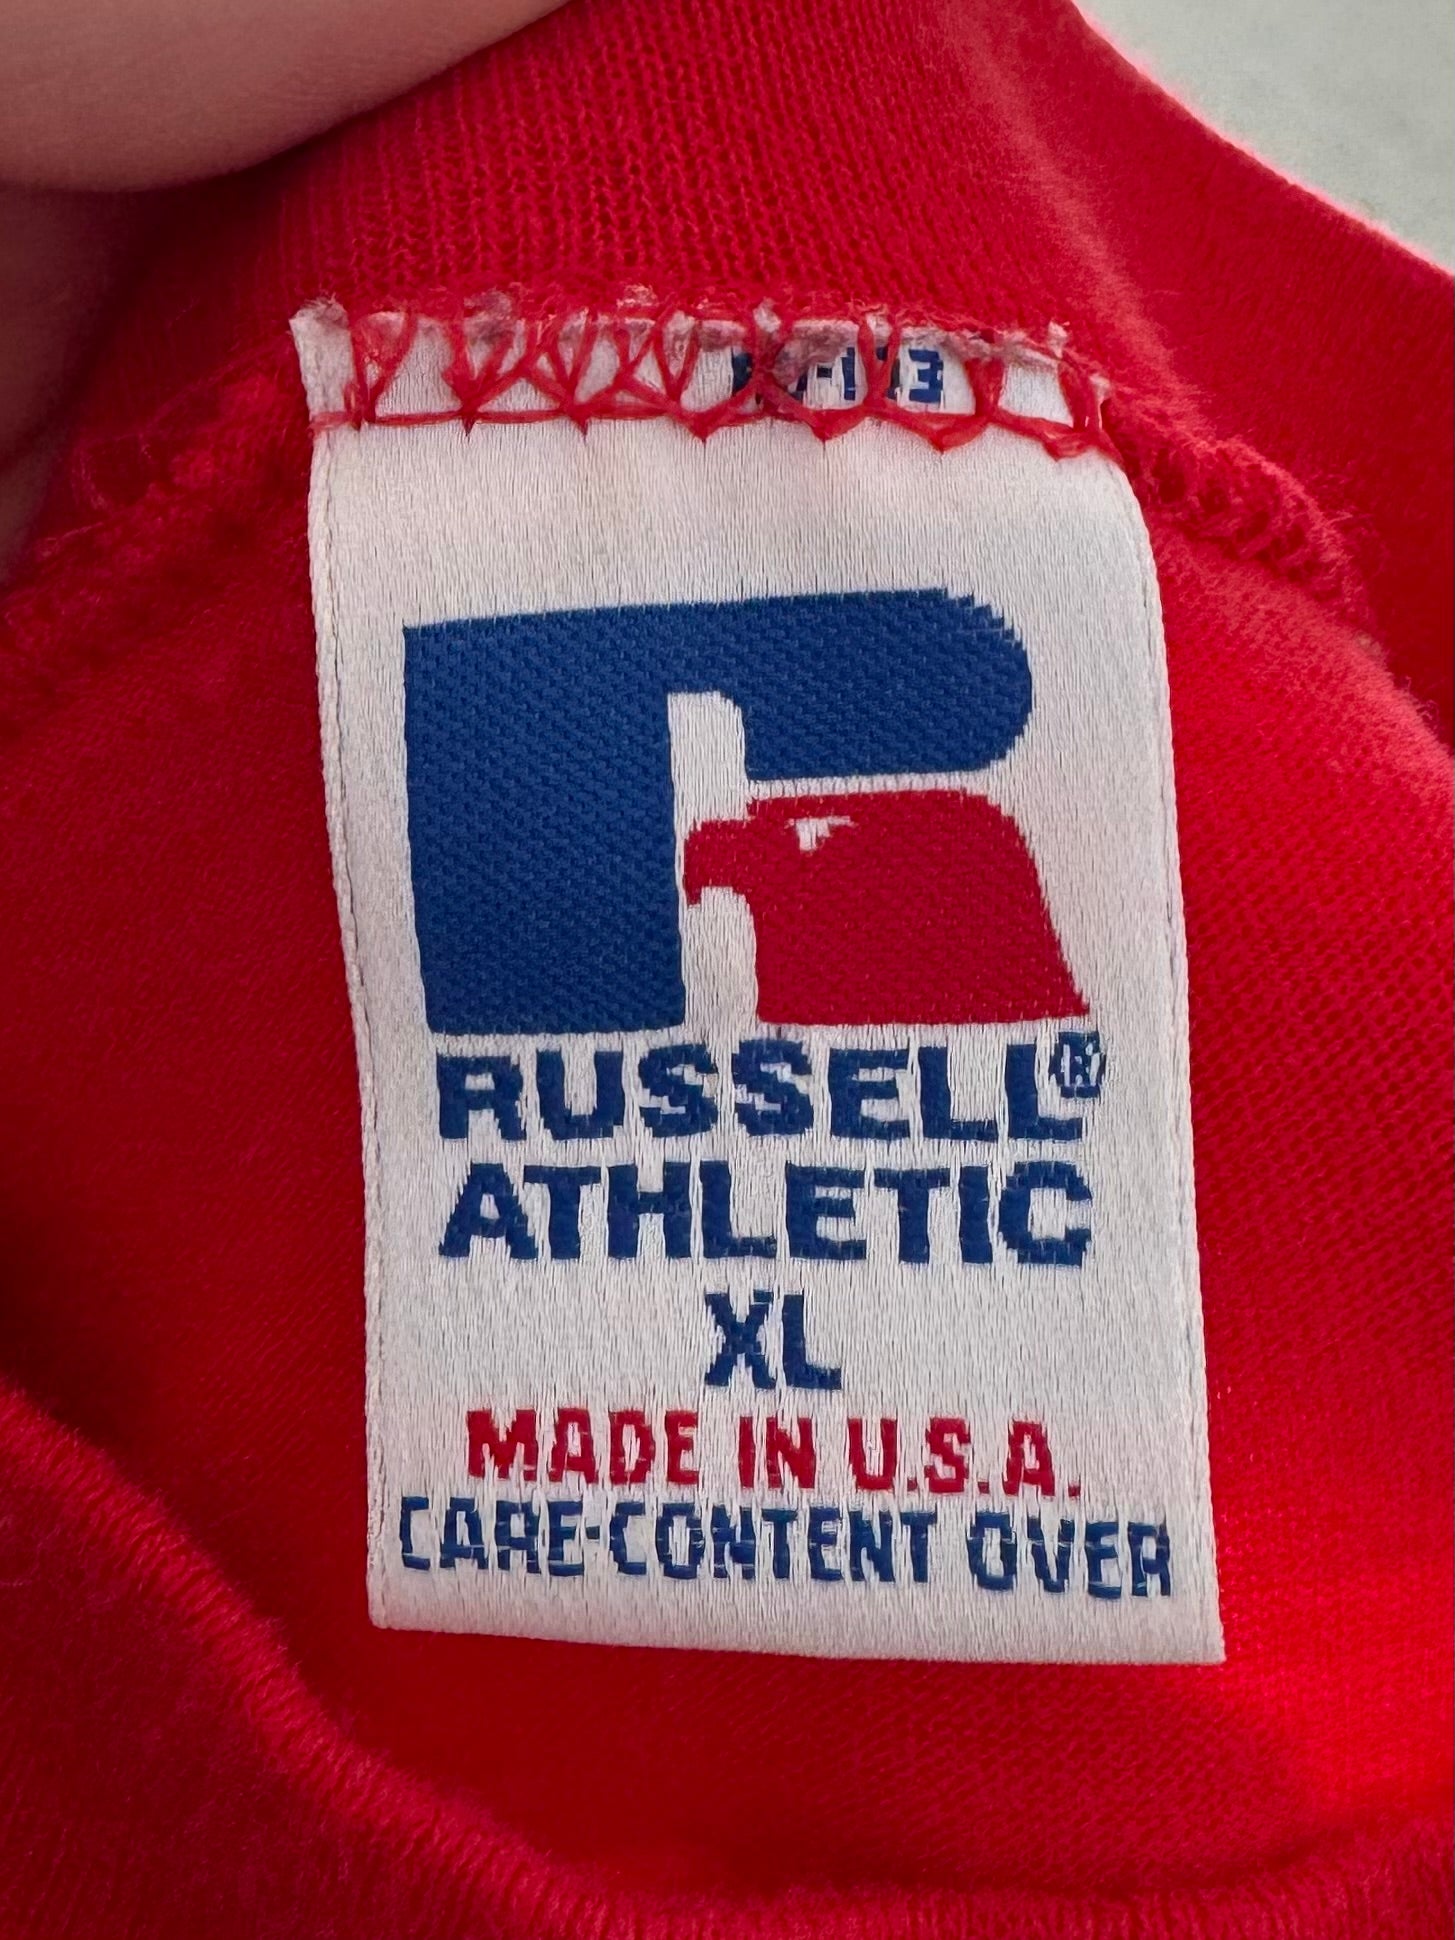 RUSSELL®
ATHLETIC
XL
MADE IN U.S.A.
CARE-CONTENT OVER